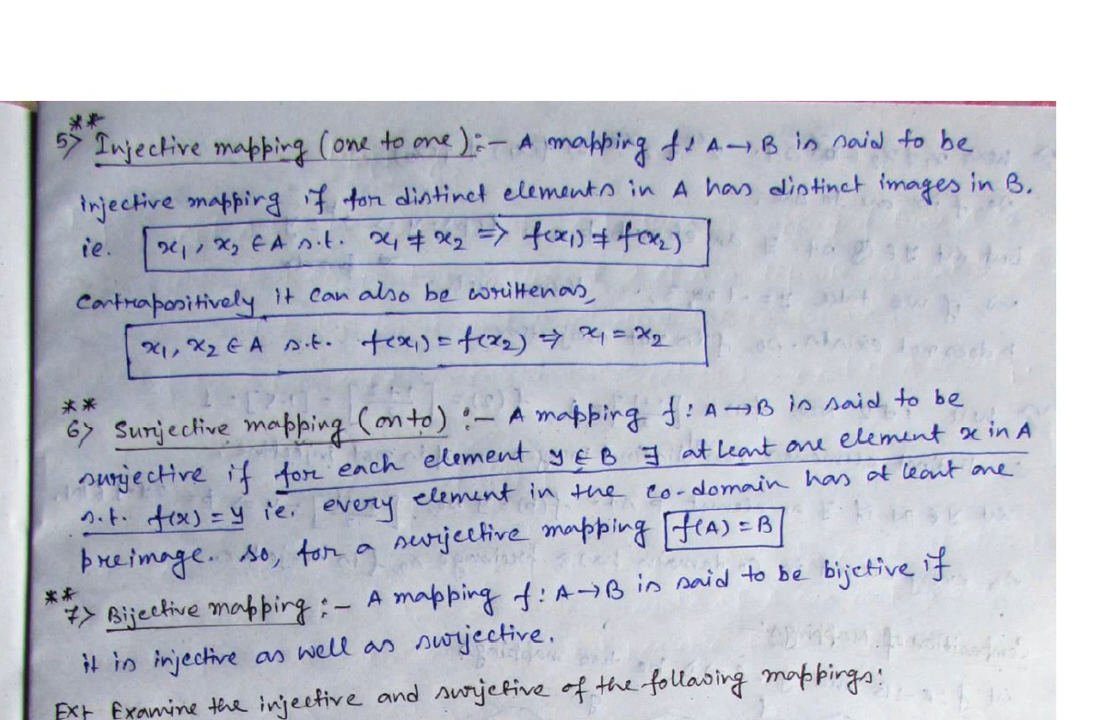 **
5> Injective mapping (one to one):- A mapping f: A→B is said to be
injective mapping if for distinct elements in A has distinct images in B.
ie. x₁, x₂ ∈ A s.t. x₁ ≠ x₂ => f(x₁) ≠ f(x₂)
Contrapositively it can also be written as,
x₁, x₂ ∈ A s.t. f(x₁) = f(x₂) => x₁ = x₂
**
6> Surjective mapping (onto) :- A mapping f: A→B is said to be
surjective if for each element y ∈ B ∃ at least one element x in A
s.t. f(x) = y ie. every element in the co-domain has at least one
preimage. so, for a surjective mapping f(A) = B
**
7> Bijective mapping :- A mapping f: A→B is said to be bijctive if
it is injective as well as surjective.
Ex+ Examine the injective and surjective of the following mappings: